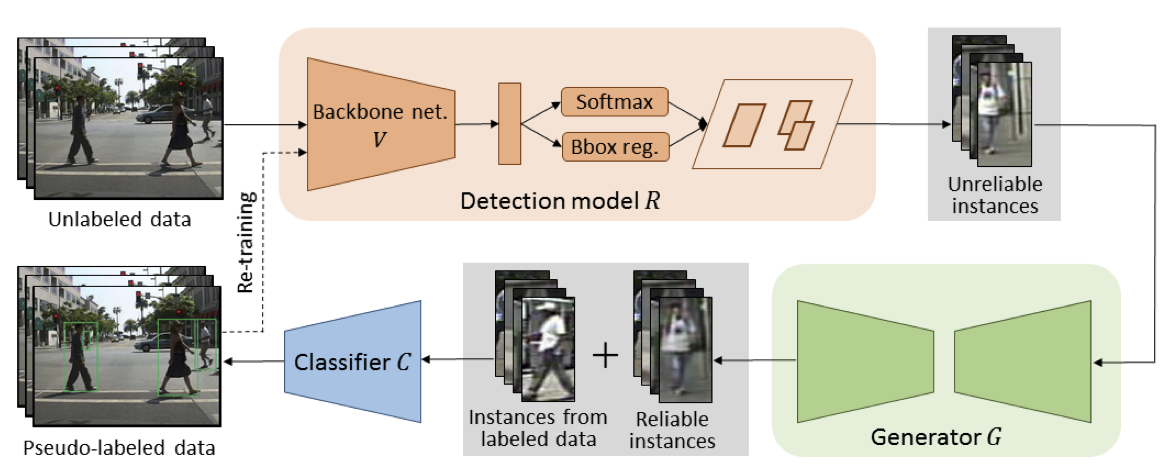 Unlabeled data
Backbone net.
V
Softmax
Bbox reg.
Detection model R
Unreliable
instances
Re-training
Pseudo-labeled data
Classifier C
Instances from
labeled data
+
Reliable
instances
Generator G